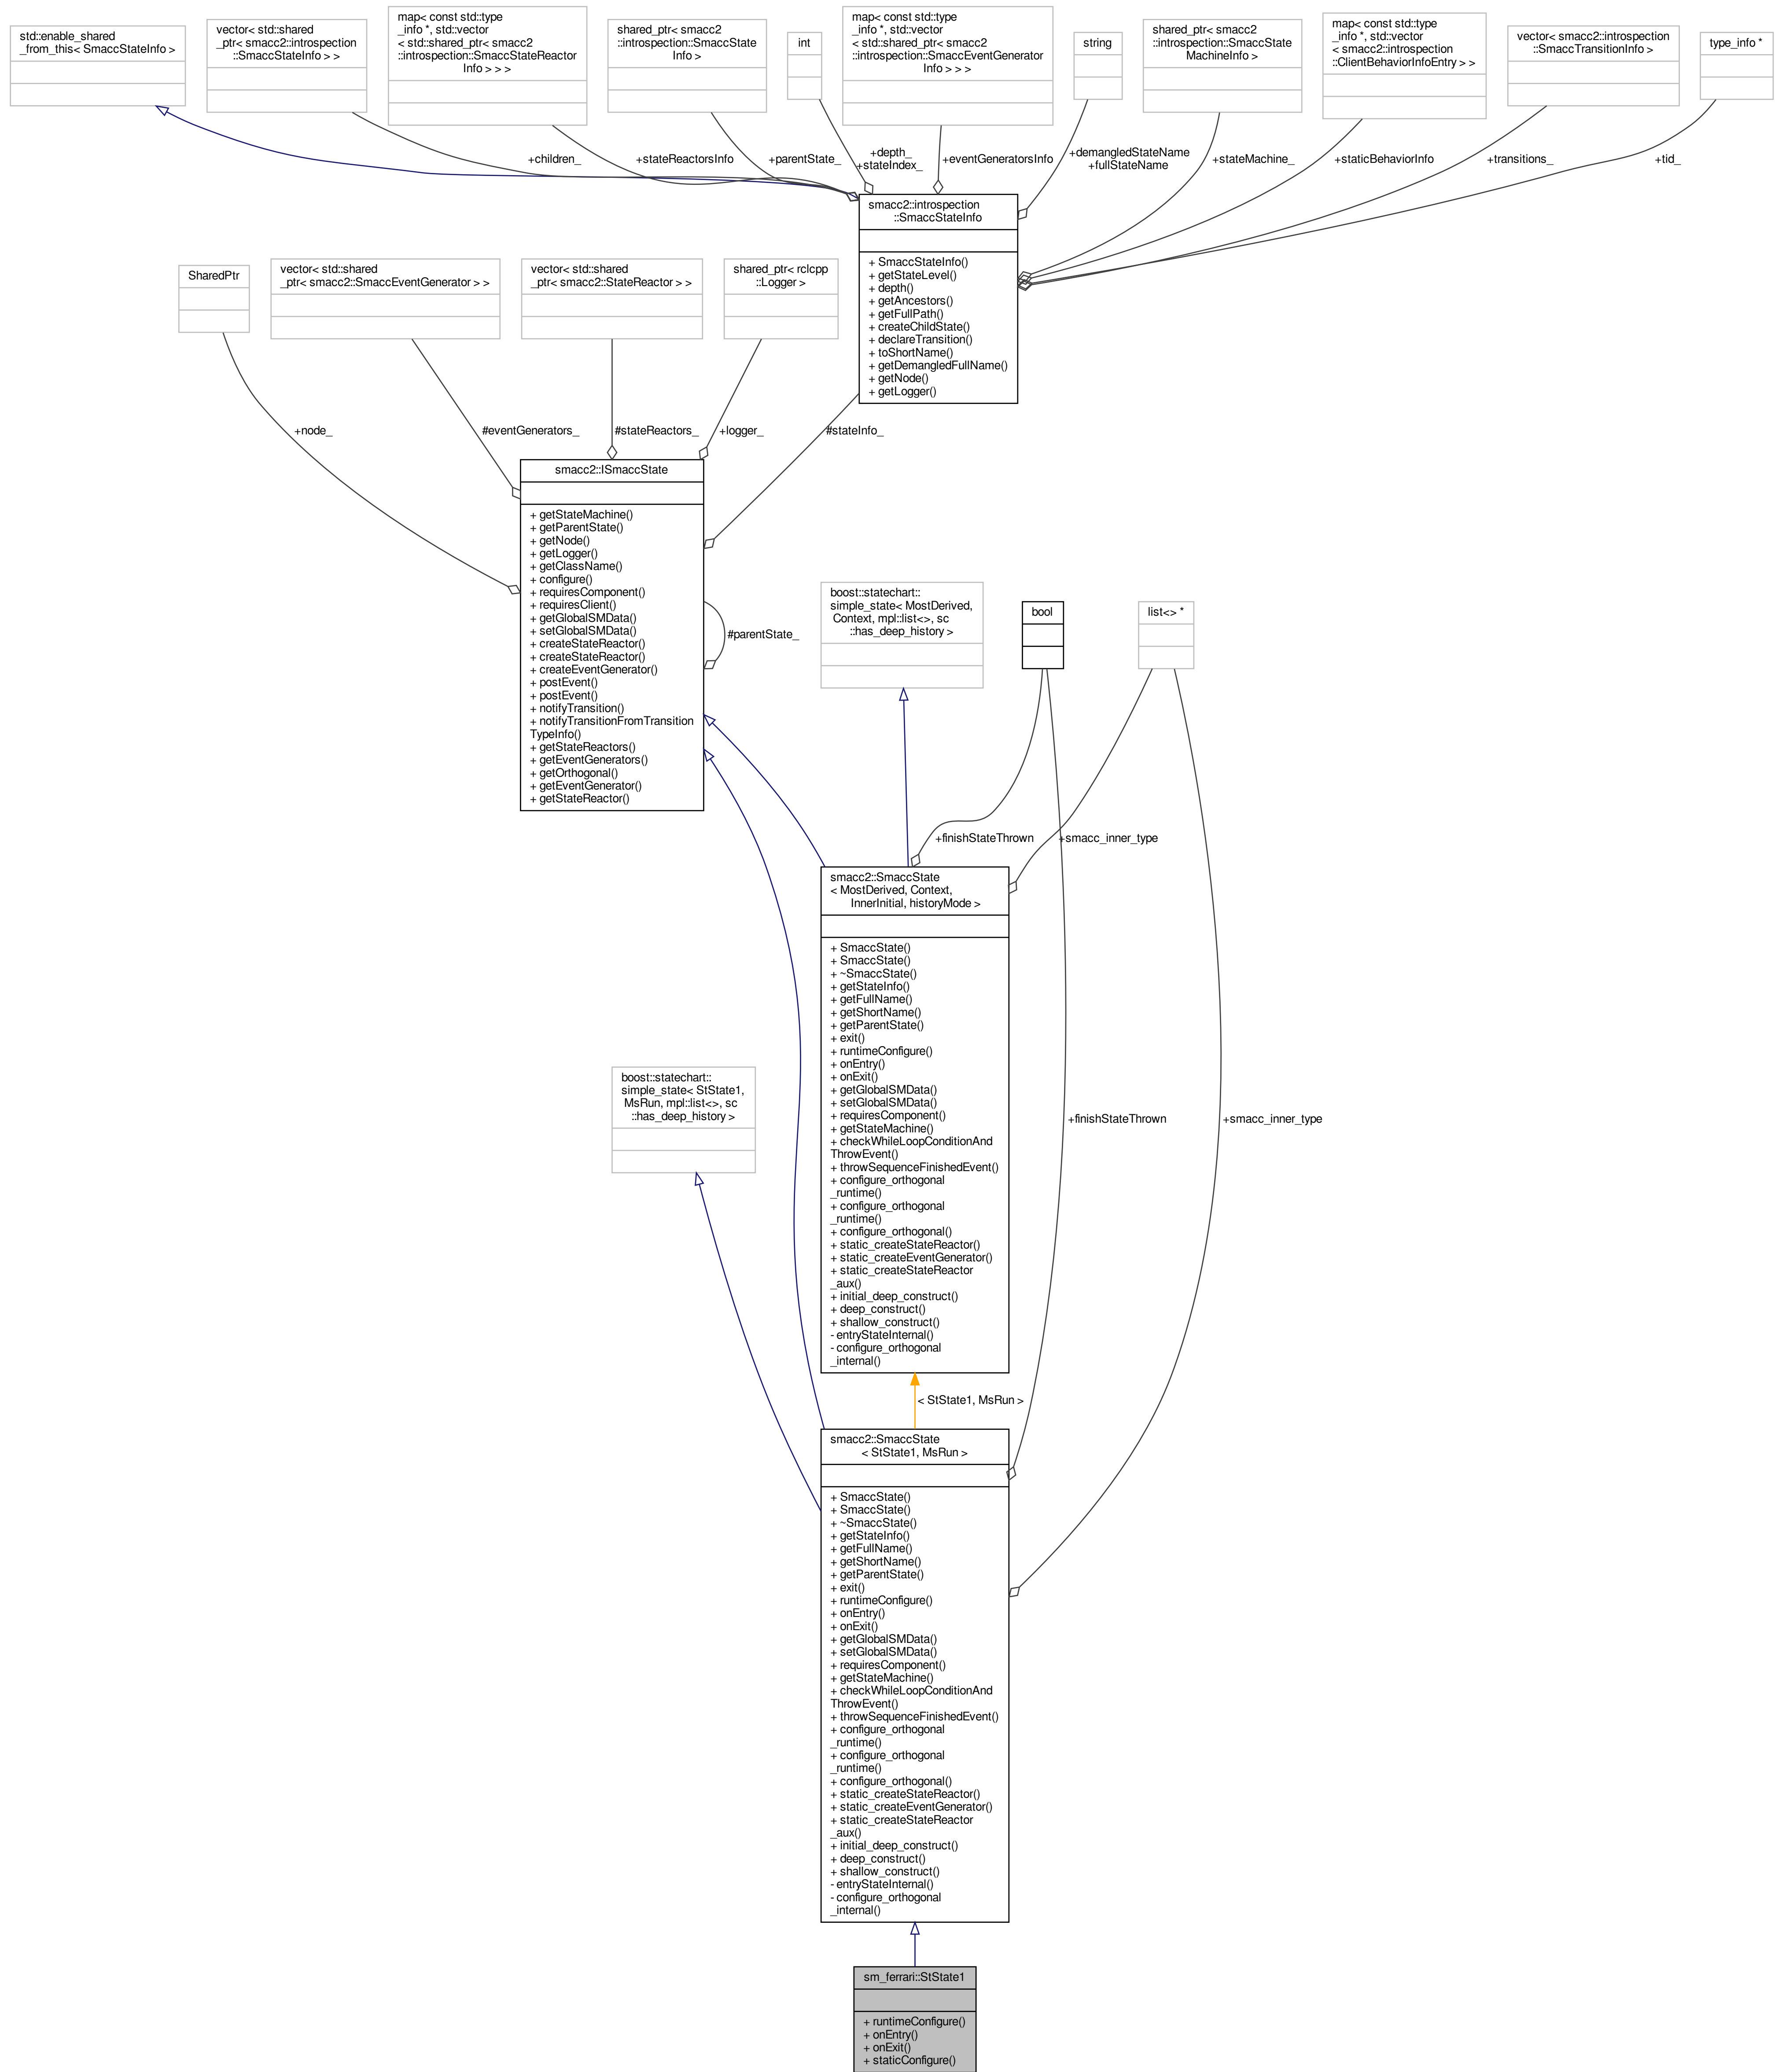 std::enable_shared
_from_this< SmaccStateInfo >
vector< std::shared
_ptr< smacc2::introspection
::SmaccStateInfo > >
map< const std::type
_info *, std::vector
< std::shared_ptr< smacc2
::introspection::SmaccStateReactor
Info > > >
shared_ptr< smacc2
::introspection::SmaccState
Info >
int
map< const std::type
_info *, std::vector
< std::shared_ptr< smacc2
::introspection::SmaccEventGenerator
Info > > >
string
shared_ptr< smacc2
::introspection::SmaccState
MachineInfo >
map< const std::type
_info *, std::vector
< smacc2::introspection
::ClientBehaviorInfoEntry > >
vector< smacc2::introspection
::SmaccTransitionInfo >
type_info *
+children_
+stateReactorsInfo
+parentState_
+depth_
+stateIndex_
+eventGeneratorsInfo
+demangledStateName
+fullStateName
+stateMachine_
+staticBehaviorInfo
+transitions_
+tid_
smacc2::introspection
::SmaccStateInfo
+ SmaccStateInfo()
+ getStateLevel()
+ depth()
+ getAncestors()
+ getFullPath()
+ createChildState()
+ declareTransition()
+ toShortName()
+ getDemangledFullName()
+ getNode()
+ getLogger()
SharedPtr
vector< std::shared
_ptr< smacc2::SmaccEventGenerator > >
vector< std::shared
_ptr< smacc2::StateReactor > >
shared_ptr< rclcpp
::Logger >
+node_
#eventGenerators_
#stateReactors_
+logger_
#stateInfo_
smacc2::ISmaccState
+ getStateMachine()
+ getParentState()
+ getNode()
+ getLogger()
+ getClassName()
+ configure()
+ requiresComponent()
+ requiresClient()
+ getGlobalSMData()
+ setGlobalSMData()
+ createStateReactor()
+ createStateReactor()
+ createEventGenerator()
+ postEvent()
+ postEvent()
+ notifyTransition()
+ notifyTransitionFromTransition
TypeInfo()
+ getStateReactors()
+ getEventGenerators()
+ getOrthogonal()
+ getEventGenerator()
+ getStateReactor()
#parentState_
boost::statechart::
simple_state< MostDerived,
Context, mpl::list<>, sc
::has_deep_history >
bool
list<> *
+finishStateThrown
+smacc_inner_type
smacc2::SmaccState
< MostDerived, Context,
InnerInitial, historyMode >
+ SmaccState()
+ SmaccState()
+ ~SmaccState()
+ getStateInfo()
+ getFullName()
+ getShortName()
+ getParentState()
+ exit()
+ runtimeConfigure()
+ onEntry()
+ onExit()
+ getGlobalSMData()
+ setGlobalSMData()
+ requiresComponent()
+ getStateMachine()
+ checkWhileLoopConditionAnd
ThrowEvent()
+ throwSequenceFinishedEvent()
+ configure_orthogonal
_runtime()
+ configure_orthogonal
_runtime()
+ configure_orthogonal()
+ static_createStateReactor()
+ static_createEventGenerator()
+ static_createStateReactor
_aux()
+ initial_deep_construct()
+ deep_construct()
+ shallow_construct()
- entryStateInternal()
- configure_orthogonal
_internal()
boost::statechart::
simple_state< StState1,
MsRun, mpl::list<>, sc
::has_deep_history >
+finishStateThrown
+smacc_inner_type
< StState1, MsRun >
smacc2::SmaccState
< StState1, MsRun >
+ SmaccState()
+ SmaccState()
+ ~SmaccState()
+ getStateInfo()
+ getFullName()
+ getShortName()
+ getParentState()
+ exit()
+ runtimeConfigure()
+ onEntry()
+ onExit()
+ getGlobalSMData()
+ setGlobalSMData()
+ requiresComponent()
+ getStateMachine()
+ checkWhileLoopConditionAnd
ThrowEvent()
+ throwSequenceFinishedEvent()
+ configure_orthogonal
_runtime()
+ configure_orthogonal
_runtime()
+ configure_orthogonal()
+ static_createStateReactor()
+ static_createEventGenerator()
+ static_createStateReactor
_aux()
+ initial_deep_construct()
+ deep_construct()
+ shallow_construct()
- entryStateInternal()
- configure_orthogonal
_internal()
sm_ferrari::StState1
+ runtimeConfigure()
+ onEntry()
+ onExit()
+ staticConfigure()